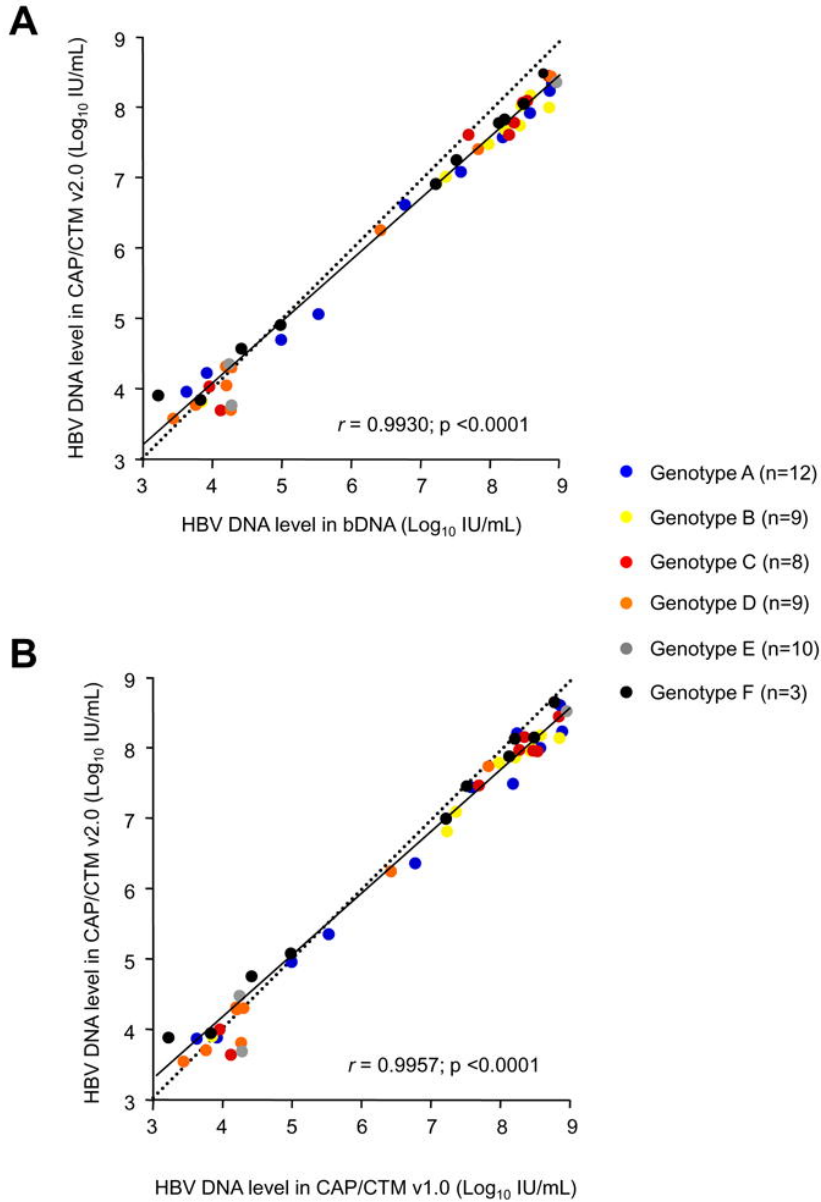 A
9
8
7
6
5
4
3
HBV DNA level in CAP/CTM v2.0 (Log10 IU/mL)
r = 0.9930; p <0.0001
3 4 5 6 7 8 9
HBV DNA level in bDNA (Log10 IU/mL)
Genotype A (n=12)
Genotype B (n=9)
Genotype C (n=8)
Genotype D (n=9)
Genotype E (n=10)
Genotype F (n=3)
B
9
8
7
6
5
4
3
HBV DNA level in CAP/CTM v2.0 (Log10 IU/mL)
r = 0.9957; p <0.0001
3 4 5 6 7 8 9
HBV DNA level in CAP/CTM v1.0 (Log10 IU/mL)